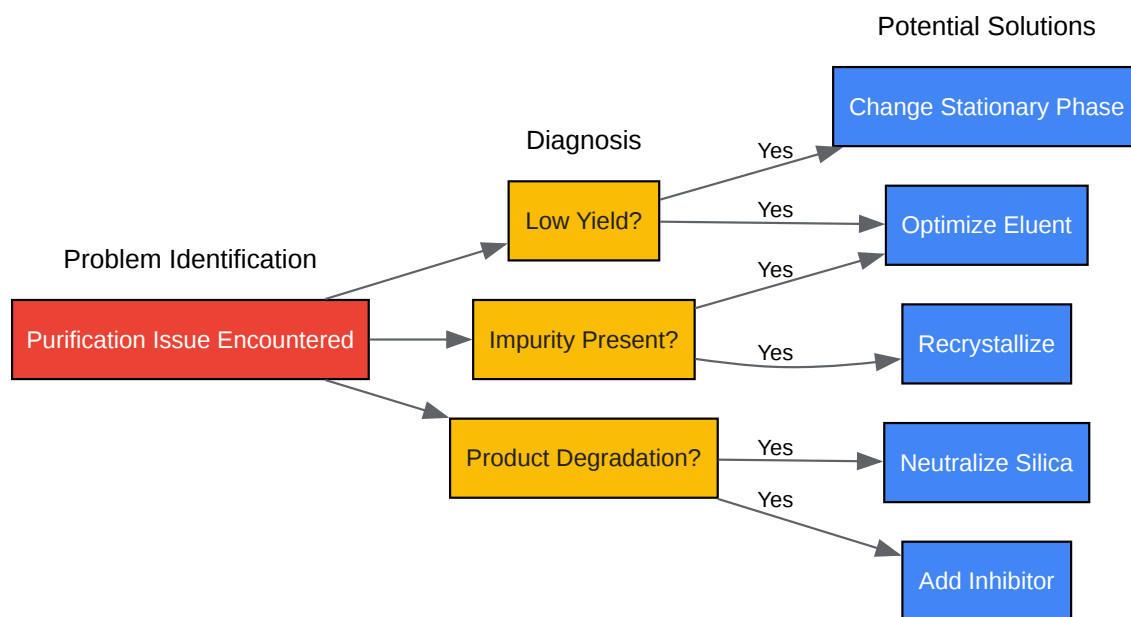 Potential Solutions
Change Stationary Phase
Diagnosis
Yes
Low Yield?
Yes
Optimize Eluent
Problem Identification
Yes
Purification Issue Encountered
Impurity Present?
Yes
Recrystallize
Product Degradation?
Yes
Neutralize Silica
Yes
Add Inhibitor